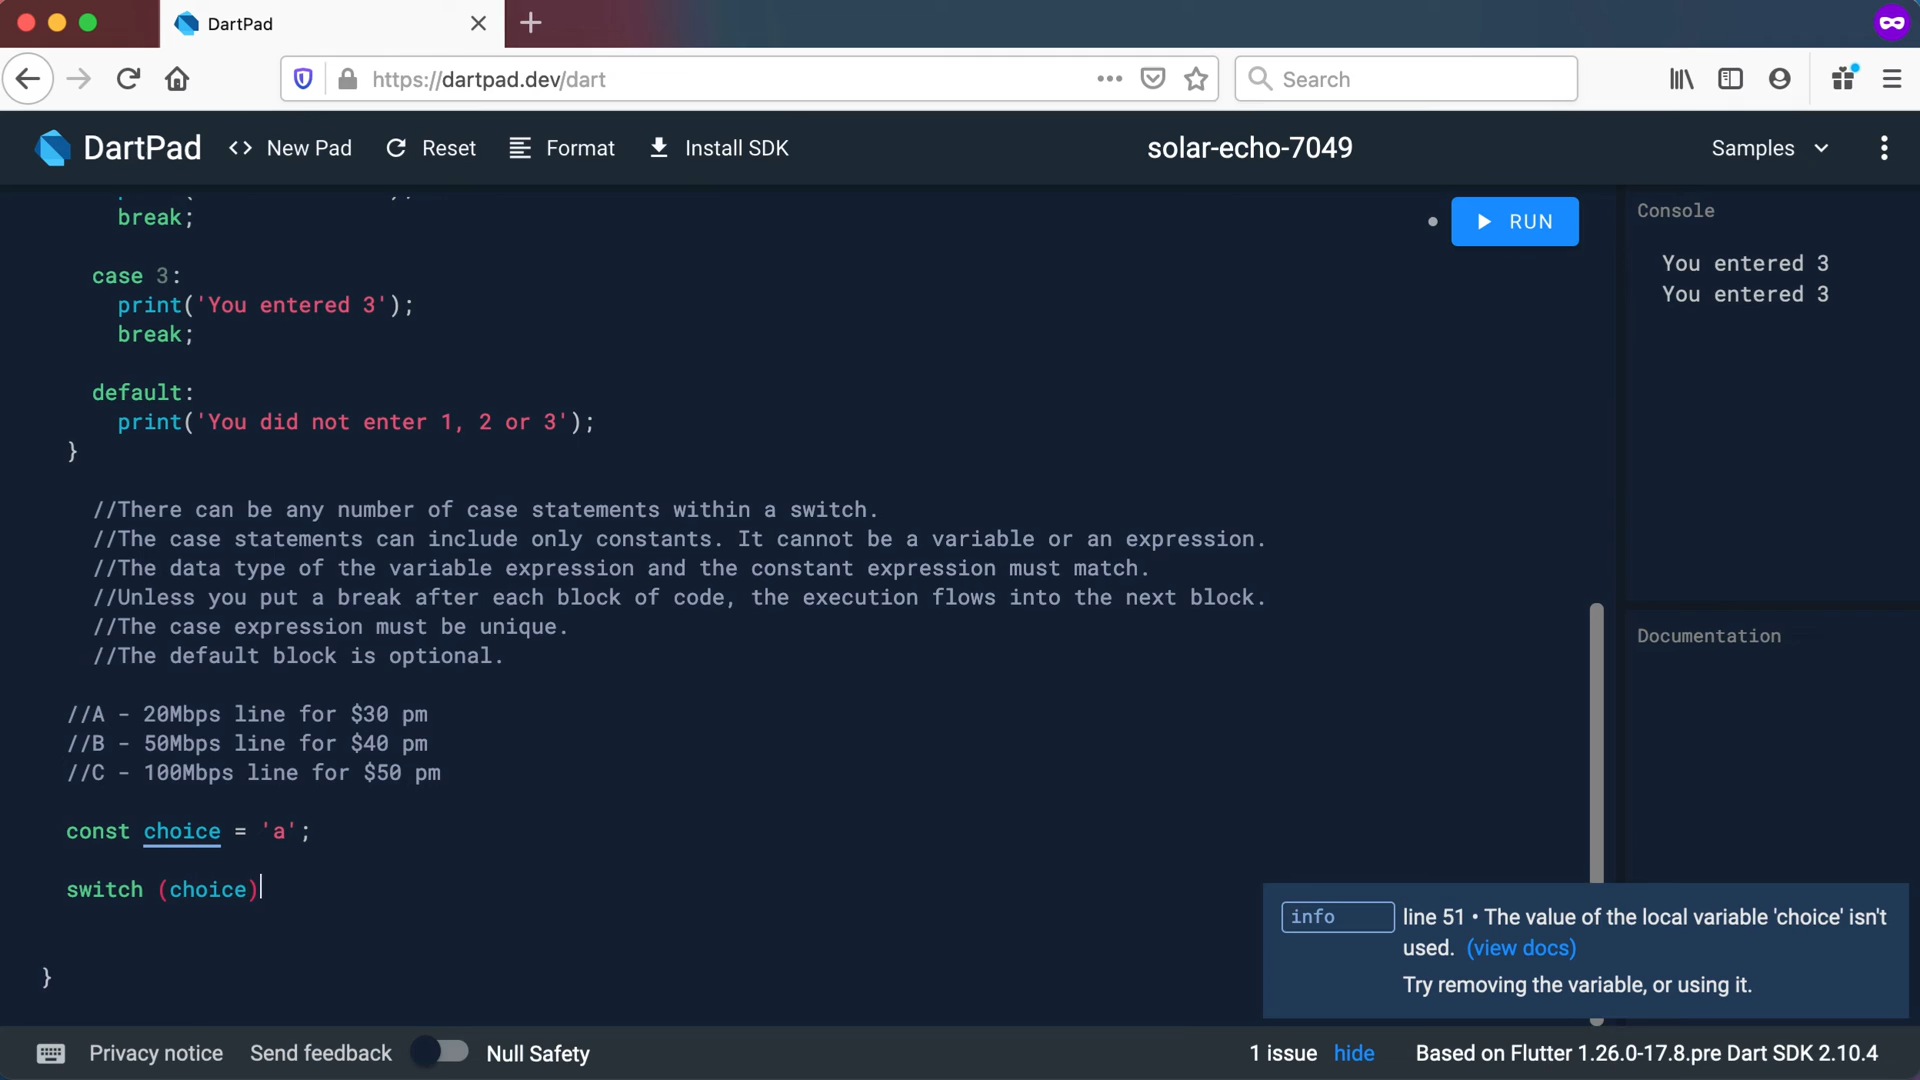 DartPad
https://dartpad.dev/dart
Search
DartPad
<> New Pad
Reset
Format
Install SDK
solar-echo-7049
Samples
break;
case 3:
print('You entered 3');
break;
default:
print('You did not enter 1, 2 or 3');
}
//There can be any number of case statements within a switch.
//The case statements can include only constants. It cannot be a variable or an expression.
//The data type of the variable expression and the constant expression must match.
//Unless you put a break after each block of code, the execution flows into the next block.
//The case expression must be unique.
//The default block is optional.
//A - 20Mbps line for $30 pm
//B - 50Mbps line for $40 pm
//C - 100Mbps line for $50 pm
const choice = 'a';
switch (choice)
}
RUN
Console
You entered 3
You entered 3
Documentation
info
line 51 • The value of the local variable 'choice' isn't
used. (view docs)
Try removing the variable, or using it.
Privacy notice
Send feedback
Null Safety
1 issue hide
Based on Flutter 1.26.0-17.8.pre Dart SDK 2.10.4